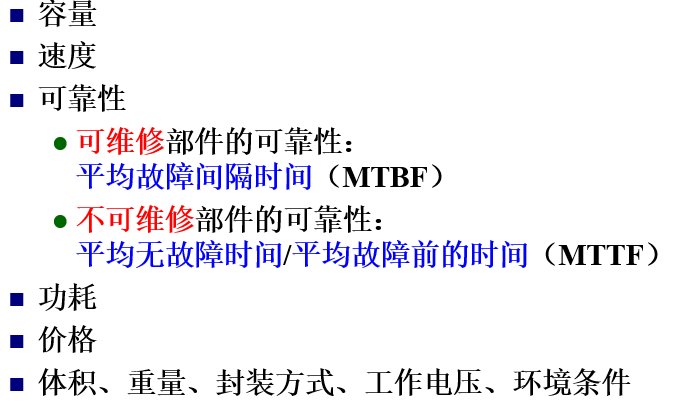 容量
速度
可靠性
可维修部件的可靠性：
平均故障间隔时间（MTBF）
不可维修部件的可靠性：
平均无故障时间/平均故障前的时间（MTTF）
功耗
价格
体积、重量、封装方式、工作电压、环境条件